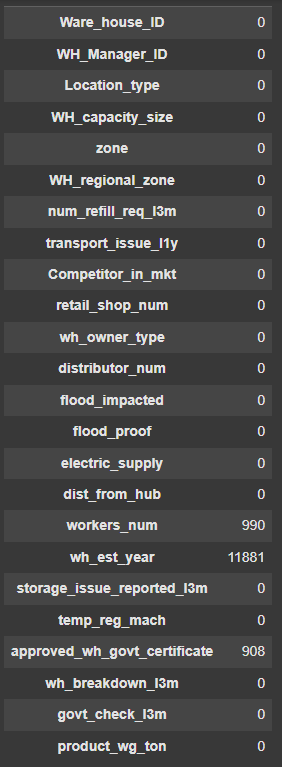 Ware_house_ID 0
WH_Manager_ID 0
Location_type 0
WH_capacity_size 0
zone 0
WH_regional_zone 0
num_refill_req_l3m 0
transport_issue_l1y 0
Competitor_in_mkt 0
retail_shop_num 0
wh_owner_type 0
distributor_num 0
flood_impacted 0
flood_proof 0
electric_supply 0
dist_from_hub 0
workers_num 990
wh_est_year 11881
storage_issue_reported_l3m 0
temp_reg_mach 0
approved_wh_govt_certificate 908
wh_breakdown_l3m 0
govt_check_l3m 0
product_wg_ton 0